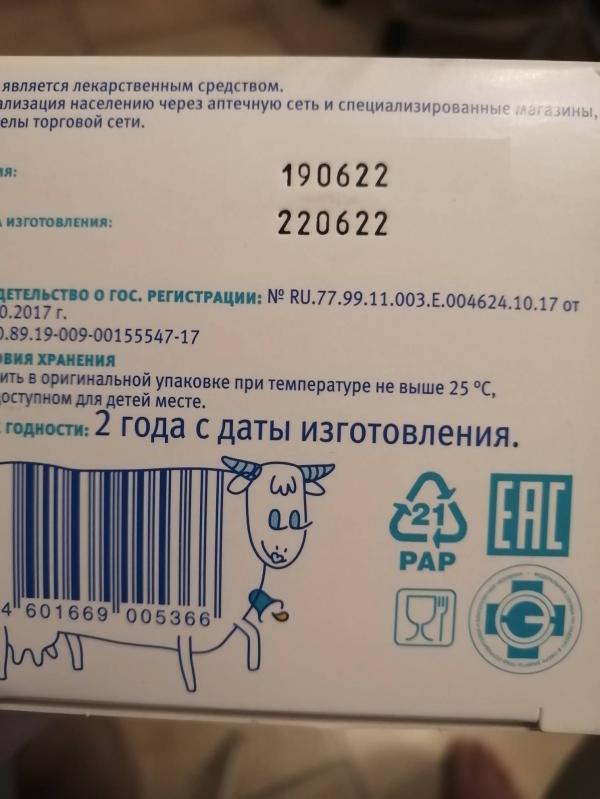 является лекарственным средством.
ализация населению через аптечную сеть и специализированные магазины,
елы торговой сети.
ия:
190622
ИЗГОТОВЛЕНИЯ:
220622
ДЕТЕЛЬСТВО О ГОС. РЕГИСТРАЦИИ: № RU.77.99.11.003.Е.004624.10.17 от
0.2017 г.
0.89.19-009-00155547-17
ОВИЯ ХРАНЕНИЯ
ить в оригинальной упаковке при температуре не выше 25 °С,
доступном для детей месте.
ГОДНОСТИ: 2 года с даты изготовления.
21
PAP
EAC
4 601669 005366